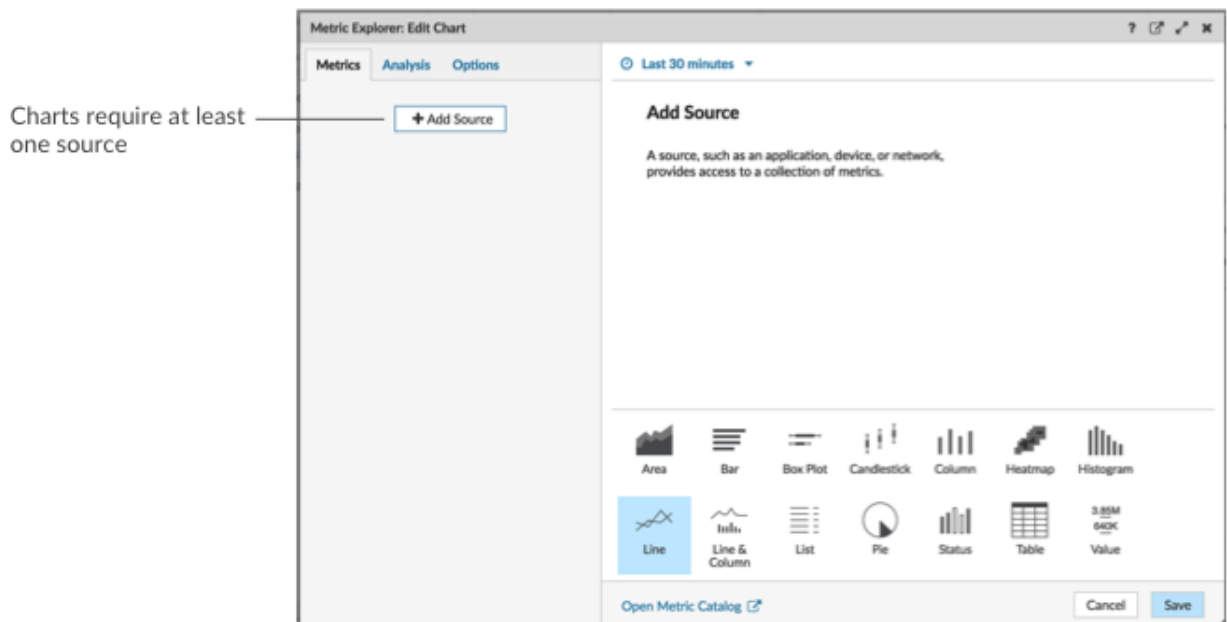 Metric Explorer: Edit Chart ?
Metrics Analysis Options
Last 30 minutes
Charts require at least
one source
+ Add Source
Add Source
A source, such as an application, device, or network,
provides access to a collection of metrics.
Area Bar Box Plot Candlestick Column Heatmap Histogram
3.85M
640K
Line Line & Column List Pie Status Table Value
Open Metric Catalog
Cancel Save